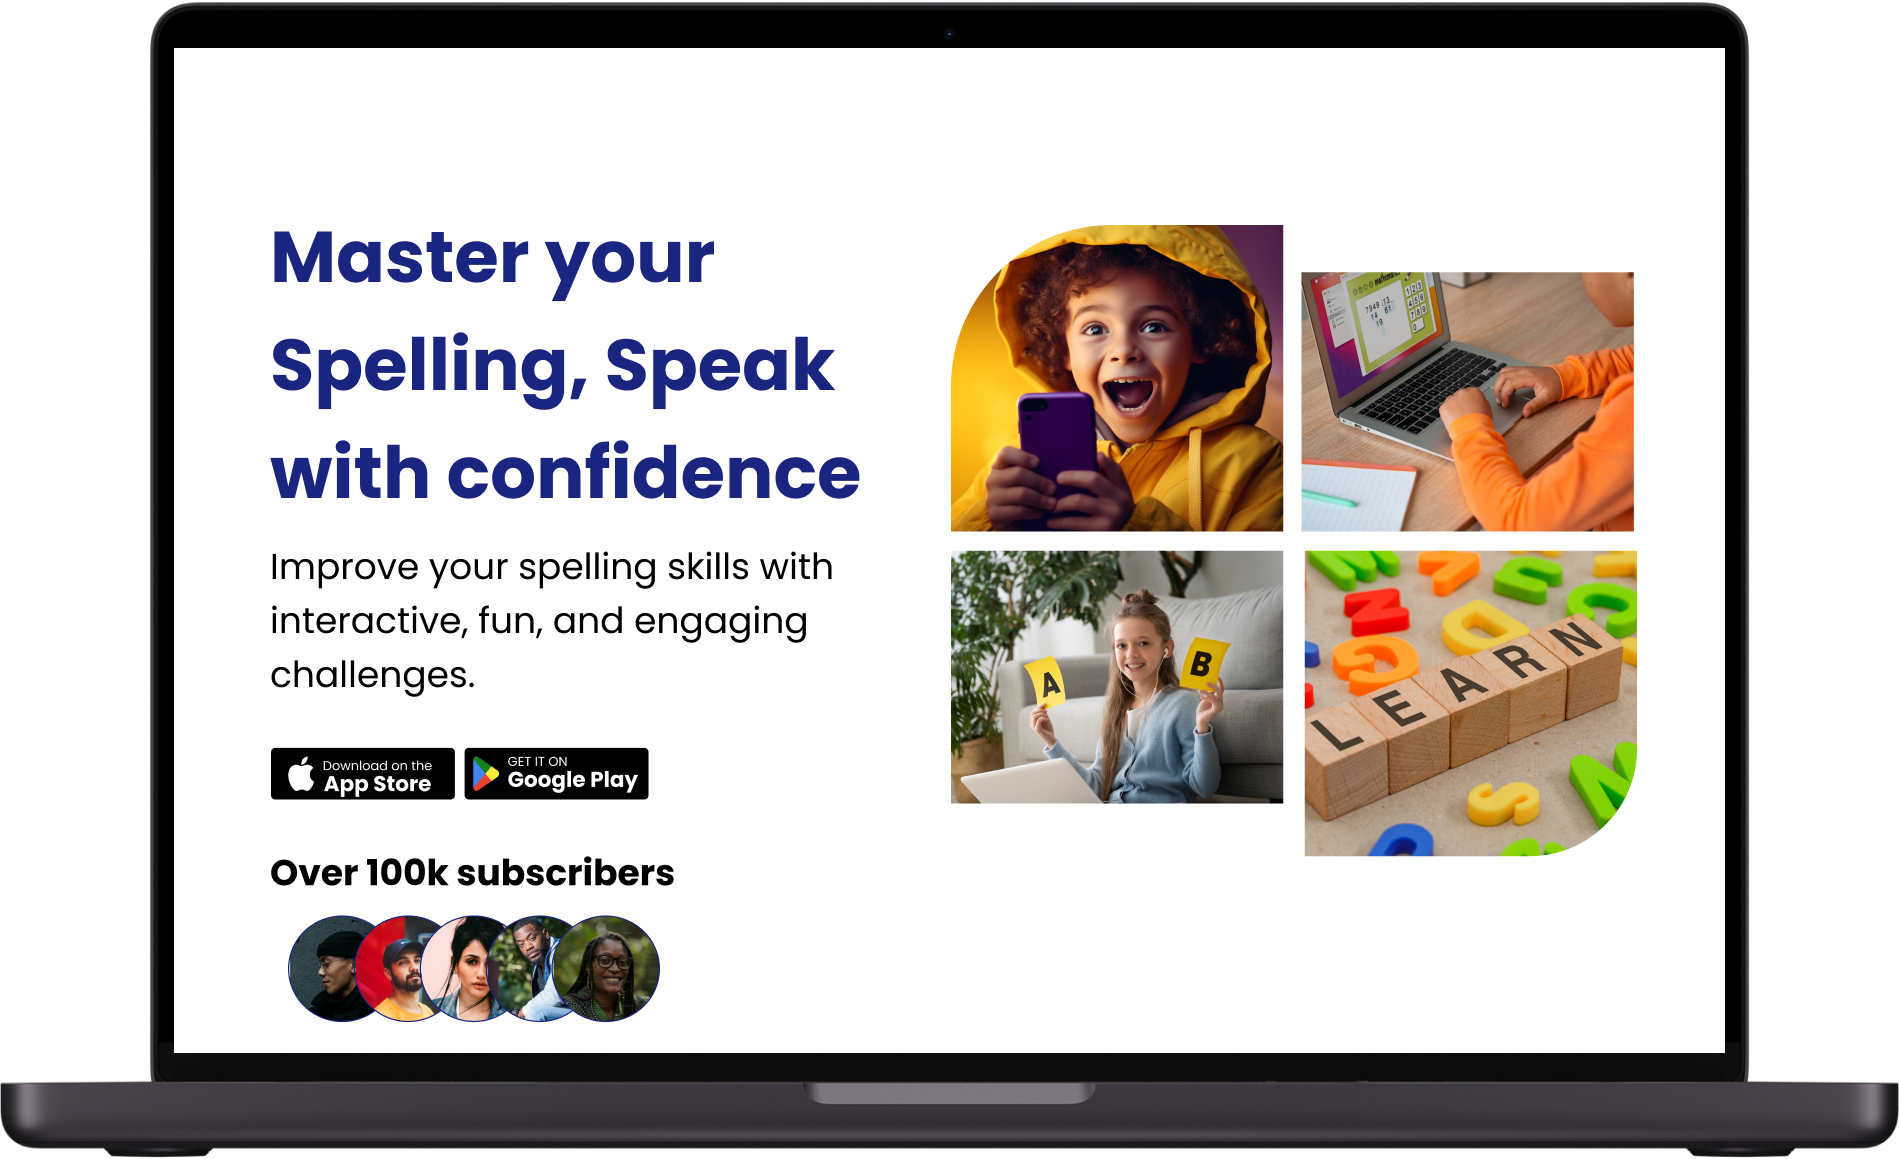 Master your
Spelling, Speak
with confidence
Improve your spelling skills with
interactive, fun, and engaging
challenges.
Download on the
App Store
GET IT ON
Google Play
Over 100k subscribers
A
B
LEARN